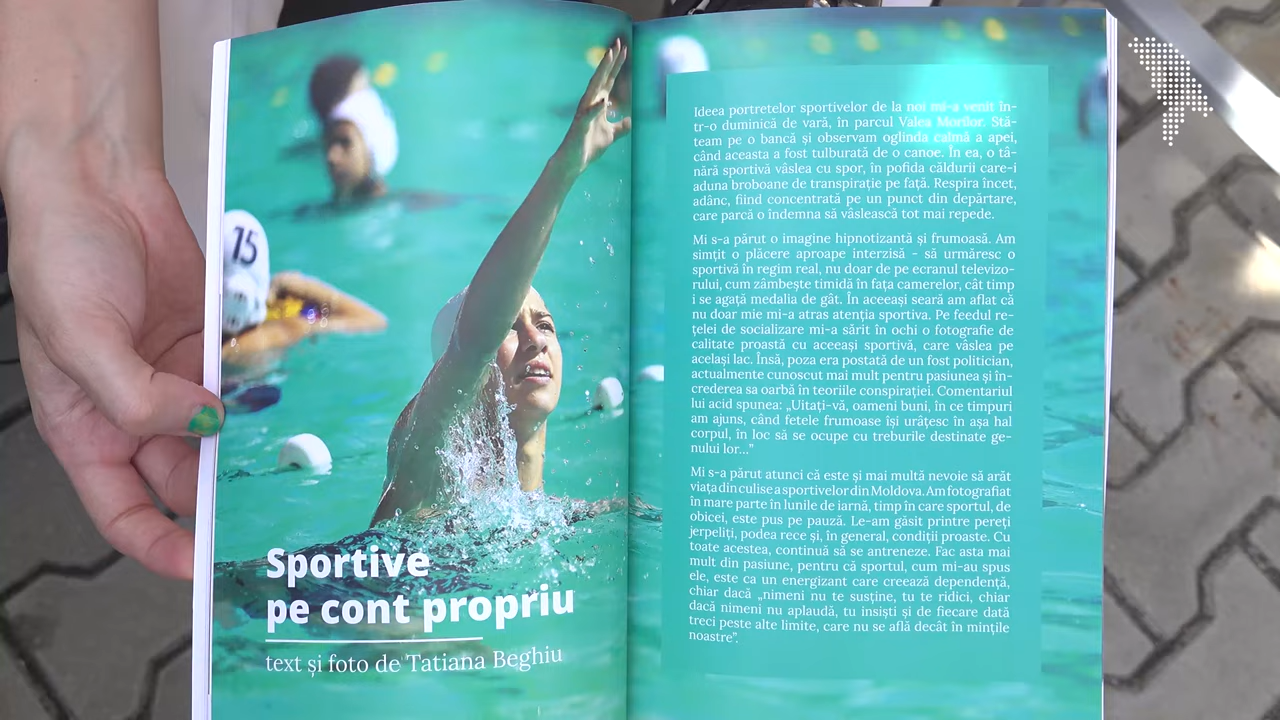 15
Sportive
pe cont propriu
text și foto de Tatiana Beghiu
Ideea portretelor sportivelor de la noi mi-a venit în-
tr-o duminică de vară, în parcul Valea Morilor. Stă-
team pe o bancă și observam oglinda calmă a apei,
când aceasta a fost tulburată de o canoe. În ea, o tâ-
nără sportivă vâslea cu spor, în pofida căldurii care-i
aduna broboane de transpirație pe față. Respira încet,
adânc, fiind concentrată pe un punct din depărtare,
care parcă o îndemna să vâslească tot mai repede.
Mi s-a părut o imagine hipnotizantă și frumoasă. Am
simțit o plăcere aproape interzisă - să urmăresc o
sportivă în regim real, nu doar de pe ecranul televizo-
rului, cum zâmbește timidă în fața camerelor, cât timp
i se agață medalia de gât. În aceeași seară am aflat că
nu doar mie mi-a atras atenția sportiva. Pe feedul re-
țelei de socializare mi-a sărit în ochi o fotografie de
calitate proastă cu aceeași sportivă, care vâslea pe
același lac. Însă, poza era postată de un fost politician,
actualmente cunoscut mai mult pentru pasiunea și în-
crederea sa oarbă în teoriile conspirației. Comentariul
lui acid spunea: „Uitați-vă, oameni buni, în ce timpuri
am ajuns, când fetele frumoase își urâțesc în așa hal
corpul, în loc să se ocupe cu treburile destinate ge-
nului lor...”
Mi s-a părut atunci că este și mai multă nevoie să arăt
viața din culise a sportivelor din Moldova. Am fotografiat
în mare parte în lunile de iarnă, timp în care sportul, de
obicei, este pus pe pauză. Le-am găsit printre pereți
jerpeliți, podea rece și, în general, condiții proaste. Cu
toate acestea, continuă să se antreneze. Fac asta mai
mult din pasiune, pentru că sportul, cum mi-au spus
ele, este ca un energizant care creează dependență,
chiar dacă „nimeni nu te susține, tu te ridici, chiar
dacă nimeni nu aplaudă, tu insiști și de fiecare dată
treci peste alte limite, care nu se află decât în mințile
noastre”.